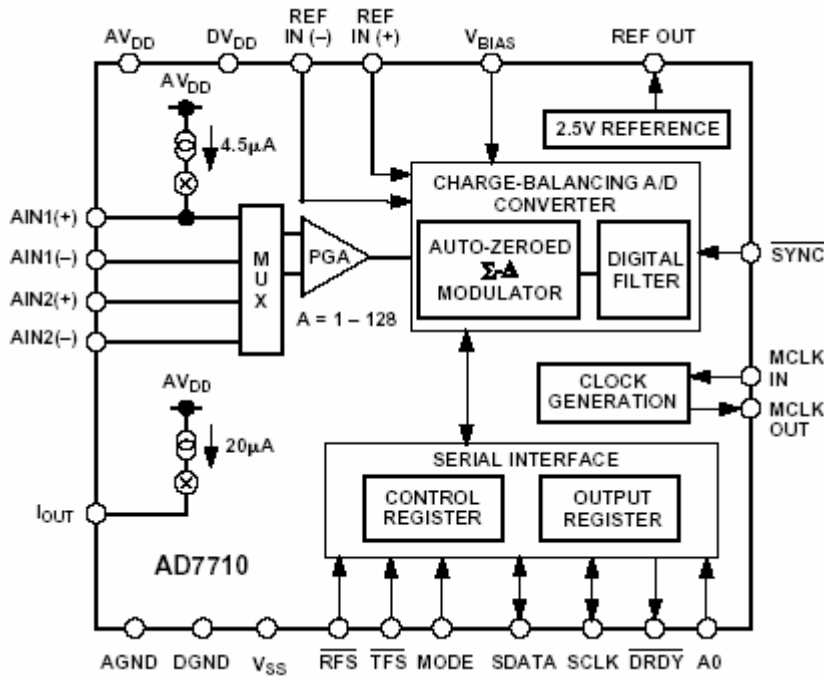 AVDD
DVDD
REF
IN (–)
REF
IN (+)
VBIAS
REF OUT
AVDD
4.5μA
2.5V REFERENCE
CHARGE-BALANCING A/D
CONVERTER
AUTO-ZEROED
Σ-Δ
MODULATOR
DIGITAL
FILTER
SYNC
AIN1(+)
AIN1(–)
AIN2(+)
AIN2(–)
M
U
X
PGA
A = 1 – 128
MCLK
IN
MCLK
OUT
CLOCK
GENERATION
AVDD
20μA
IOUT
SERIAL INTERFACE
CONTROL
REGISTER
OUTPUT
REGISTER
AD7710
AGND
DGND
VSS
RFS
TFS
MODE
SDATA
SCLK
DRDY
A0